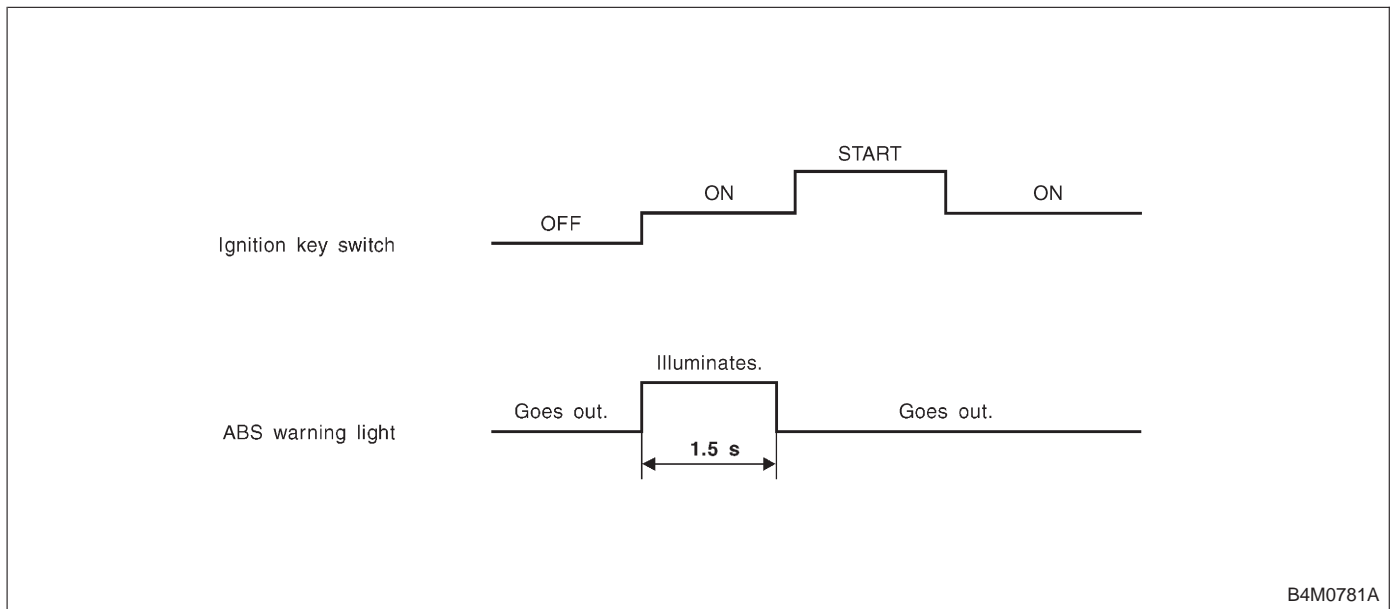 START
ON
ON
OFF
Ignition key switch
Illuminates.
Goes out.
Goes out.
ABS warning light
1.5 s
B4M0781A